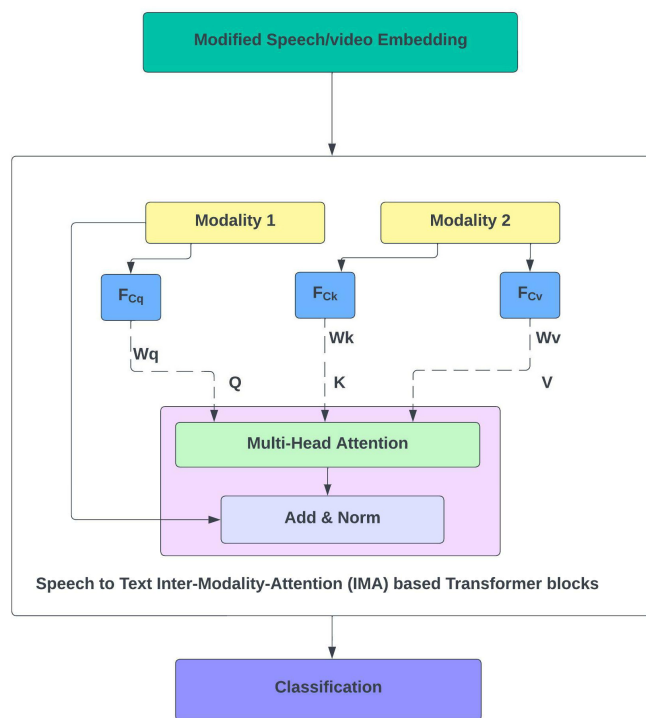 Modified Speech/video Embedding
Modality 1
Modality 2
FCq
FCk
FCv
Wq
Wk
Wv
Q
K
V
Multi-Head Attention
Add & Norm
Speech to Text Inter-Modality-Attention (IMA) based Transformer blocks
Classification